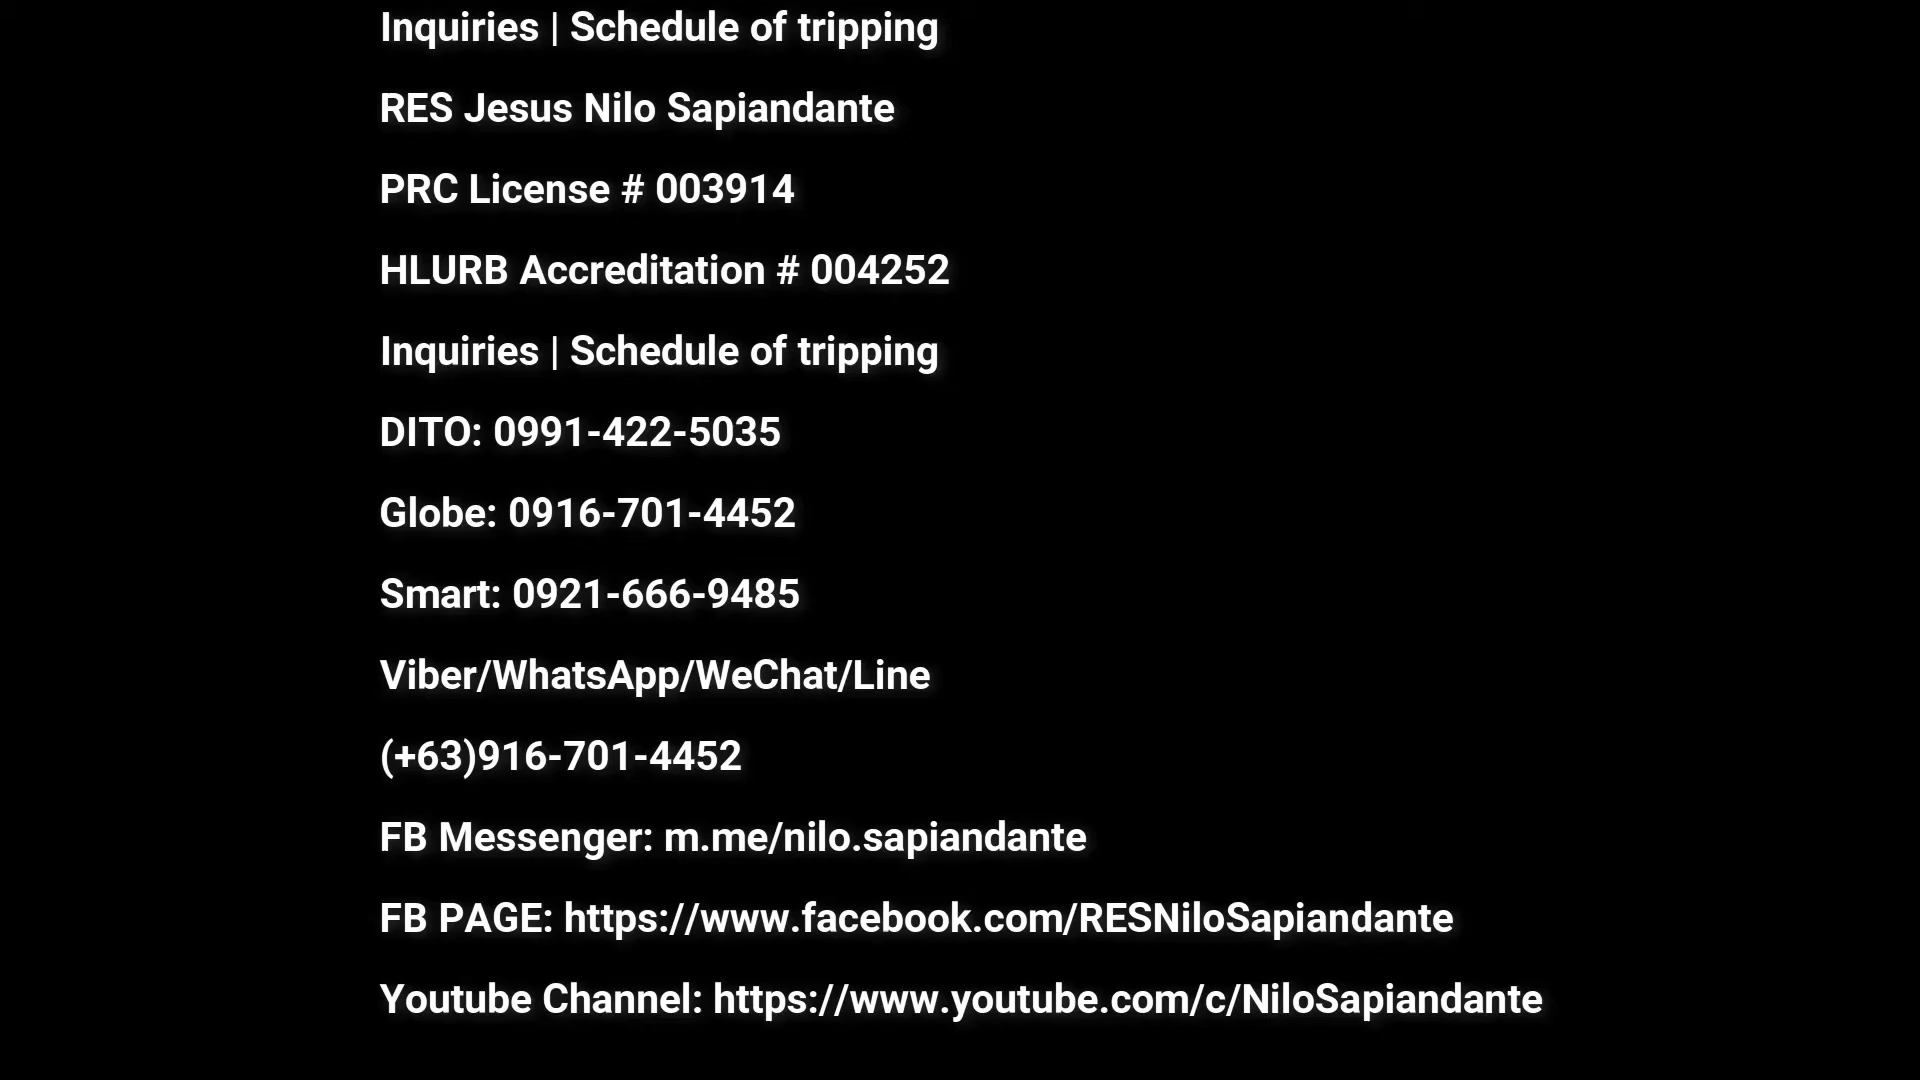 Inquiries | Schedule of tripping
RES Jesus Nilo Sapiandante
PRC License # 003914
HLURB Accreditation # 004252
Inquiries | Schedule of tripping
DITO: 0991-422-5035
Globe: 0916-701-4452
Smart: 0921-666-9485
Viber/WhatsApp/WeChat/Line
(+63)916-701-4452
FB Messenger: m.me/nilo.sapiandante
FB PAGE: https://www.facebook.com/RESNiloSapiandante
Youtube Channel: https://www.youtube.com/c/NiloSapiandante